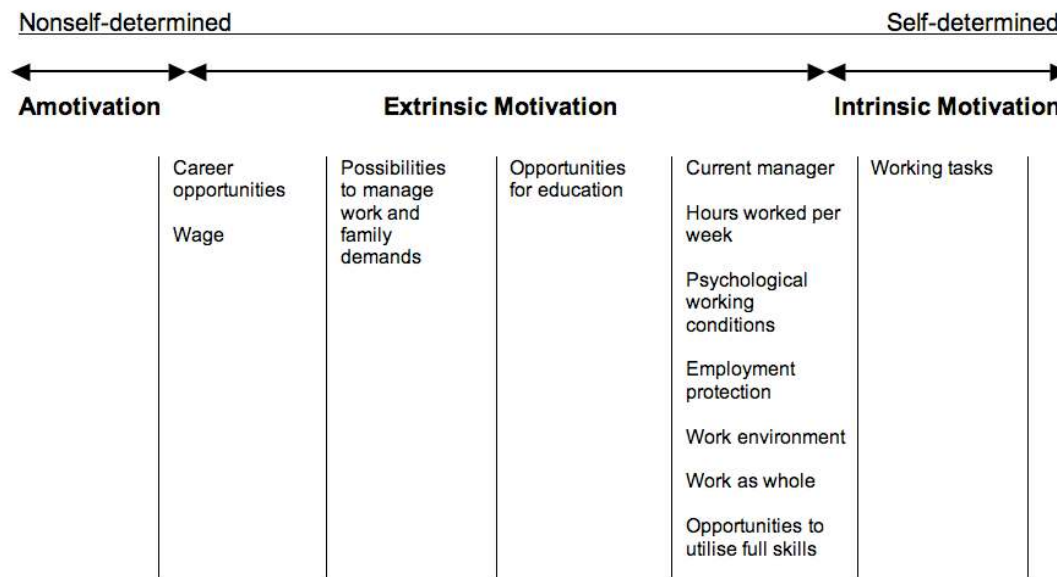 Nonself-determined
Self-determined
Amotivation
Extrinsic Motivation
Intrinsic Motivation
Career
opportunities
Wage
Possibilities
to manage
work and
family
demands
Opportunities
for education
Current manager
Hours worked per
week
Psychological
working
conditions
Employment
protection
Work environment
Work as whole
Opportunities to
utilise full skills
Working tasks